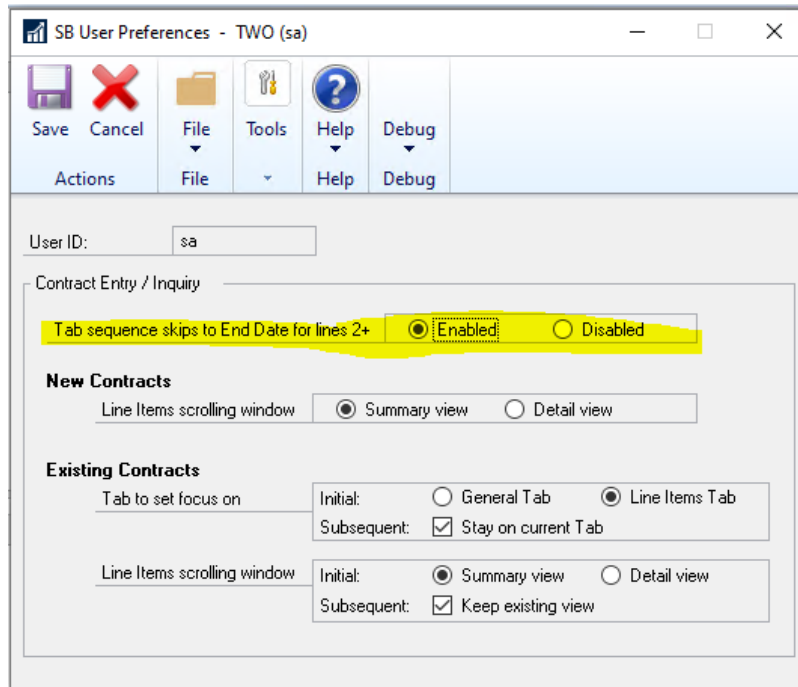 SB User Preferences - TWO (sa)
Save Cancel File Tools Help Debug
Actions File Help Debug
User ID: sa
Contract Entry / Inquiry
Tab sequence skips to End Date for lines 2+ Enabled Disabled
New Contracts
Line Items scrolling window Summary view Detail view
Existing Contracts
Tab to set focus on Initial: General Tab Line Items Tab
Subsequent: Stay on current Tab
Line Items scrolling window Initial: Summary view Detail view
Subsequent: Keep existing view